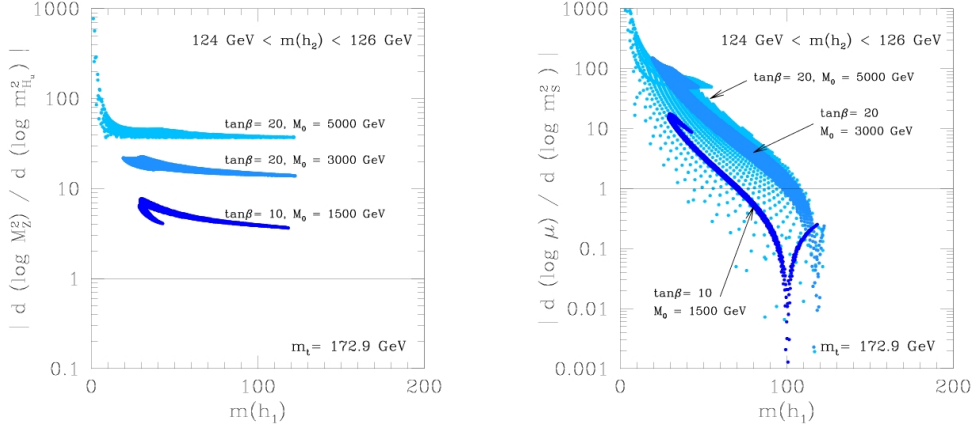 | d (log M_Z^2) / d (log m_{H_u}^2) |
1000
100
10
1
0.1
124 GeV < m(h₂) < 126 GeV
tanβ= 20, M₀ = 5000 GeV
tanβ= 20, M₀ = 3000 GeV
tanβ= 10, M₀ = 1500 GeV
mₜ= 172.9 GeV
0 100 200
m(h₁)
| d (log μ) / d (log m_S^2) |
1000
100
10
1
0.1
0.01
0.001
124 GeV < m(h₂) < 126 GeV
tanβ= 20, M₀ = 5000 GeV
tanβ= 20
M₀ = 3000 GeV
tanβ= 10
M₀ = 1500 GeV
mₜ= 172.9 GeV
0 100 200
m(h₁)